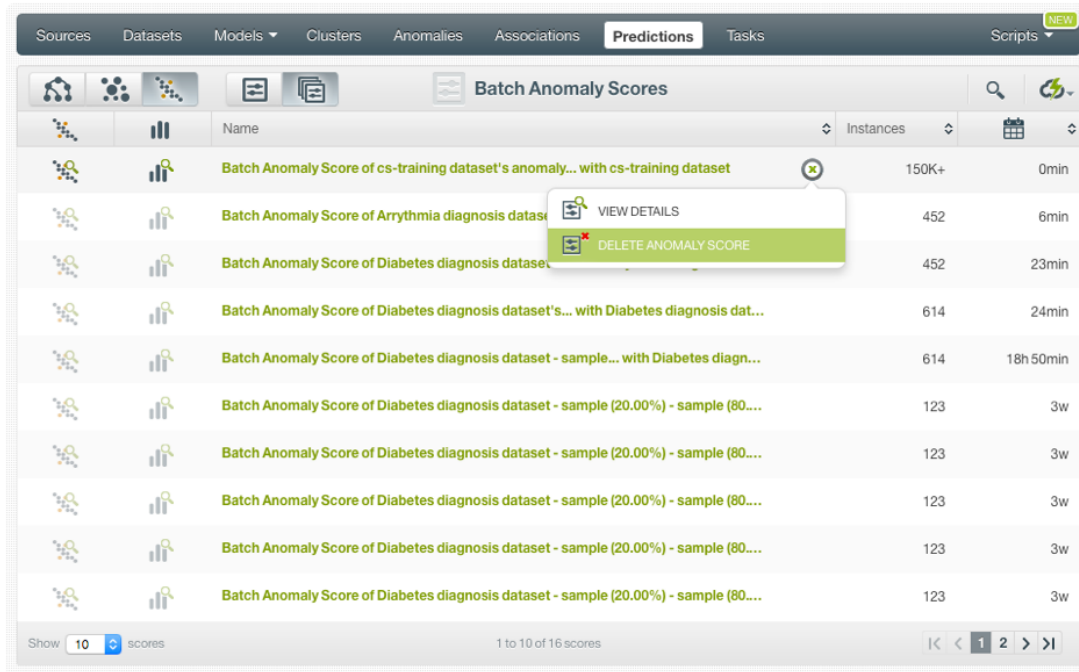 Sources Datasets Models Clusters Anomalies Associations Predictions Tasks Scripts NEW
Batch Anomaly Scores
Name Instances
Batch Anomaly Score of cs-training dataset's anomaly... with cs-training dataset 150K+ 0min
VIEW DETAILS
Batch Anomaly Score of Arrythmia diagnosis datase 452 6min
DELETE ANOMALY SCORE
Batch Anomaly Score of Diabetes diagnosis dataset 452 23min
Batch Anomaly Score of Diabetes diagnosis dataset's... with Diabetes diagnosis dat... 614 24min
Batch Anomaly Score of Diabetes diagnosis dataset - sample... with Diabetes diagn... 614 18h 50min
Batch Anomaly Score of Diabetes diagnosis dataset - sample (20.00%) - sample (80.... 123 3w
Batch Anomaly Score of Diabetes diagnosis dataset - sample (20.00%) - sample (80.... 123 3w
Batch Anomaly Score of Diabetes diagnosis dataset - sample (20.00%) - sample (80.... 123 3w
Batch Anomaly Score of Diabetes diagnosis dataset - sample (20.00%) - sample (80.... 123 3w
Batch Anomaly Score of Diabetes diagnosis dataset - sample (20.00%) - sample (80.... 123 3w
Show 10 scores 1 to 10 of 16 scores 1 2